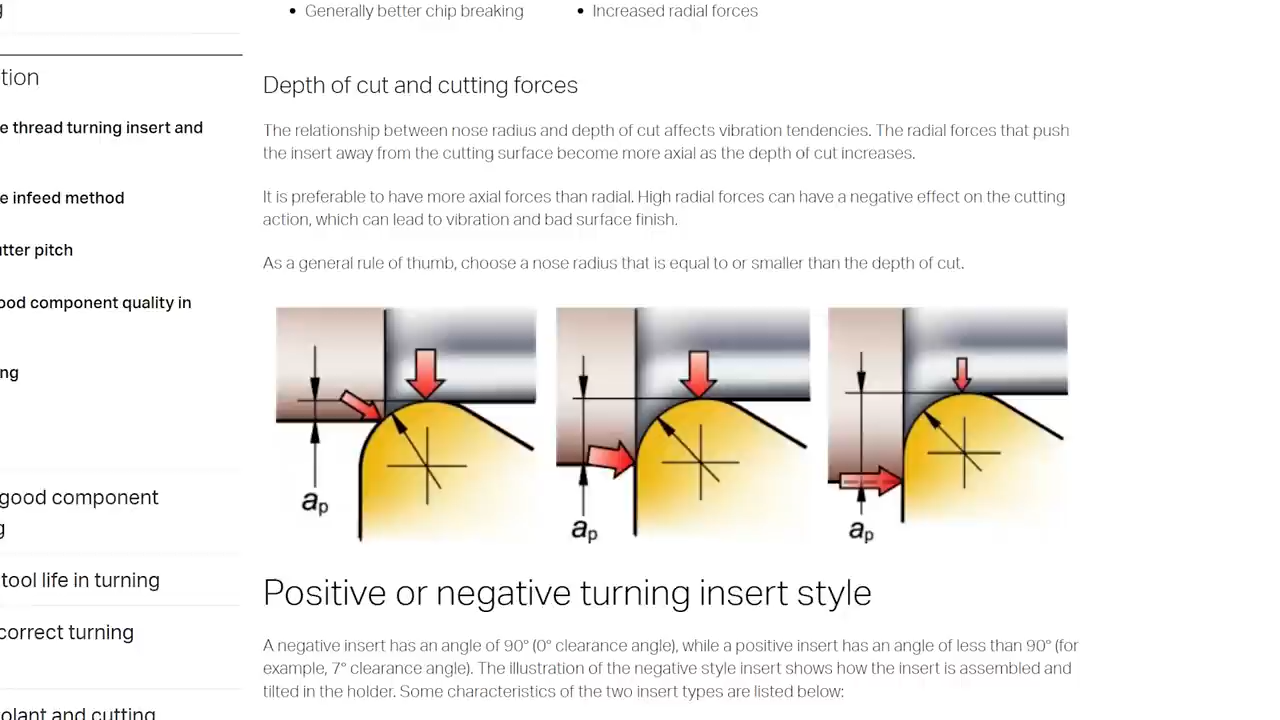 g
tion
e thread turning insert and
e infeed method
utter pitch
ood component quality in
ng
good component
g
tool life in turning
correct turning
olant and cutting
• Generally better chip breaking
• Increased radial forces
Depth of cut and cutting forces
The relationship between nose radius and depth of cut affects vibration tendencies. The radial forces that push
the insert away from the cutting surface become more axial as the depth of cut increases.
It is preferable to have more axial forces than radial. High radial forces can have a negative effect on the cutting
action, which can lead to vibration and bad surface finish.
As a general rule of thumb, choose a nose radius that is equal to or smaller than the depth of cut.
ap
ap
ap
Positive or negative turning insert style
A negative insert has an angle of 90° (0° clearance angle), while a positive insert has an angle of less than 90° (for
example, 7° clearance angle). The illustration of the negative style insert shows how the insert is assembled and
tilted in the holder. Some characteristics of the two insert types are listed below: